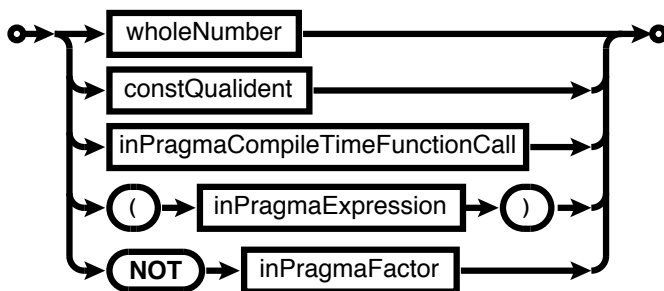 wholeNumber
constQualident
inPragmaCompileTimeFunctionCall
( inPragmaExpression )
NOT inPragmaFactor